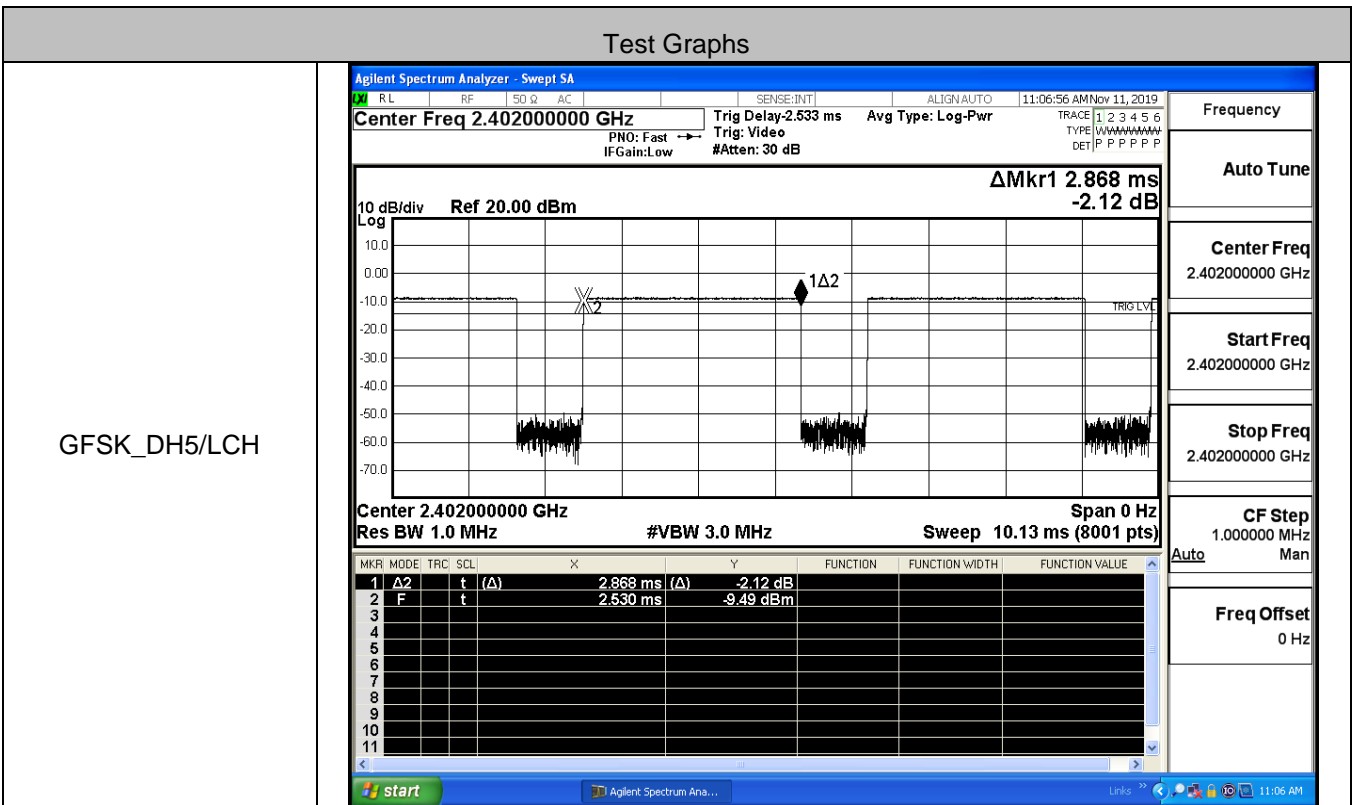 Test Graphs
GFSK_DH5/LCH
Agilent Spectrum Analyzer - Swept SA
LXI RL RF 50 Ω AC SENSE:INT ALIGN AUTO 11:06:56 AM Nov 11, 2019
Center Freq 2.402000000 GHz Trig Delay-2.533 ms Avg Type: Log-Pwr TRACE 1 2 3 4 5 6
PNO: Fast Trig: Video TYPE WWWWWW
IFGain:Low #Atten: 30 dB DET P P P P P P
ΔMkr1 2.868 ms
-2.12 dB
10 dB/div Ref 20.00 dBm
Log
10.0
0.00
-10.0
-20.0
-30.0
-40.0
-50.0
-60.0
-70.0
1Δ2
2
TRIG LVL
Center 2.402000000 GHz Span 0 Hz
Res BW 1.0 MHz #VBW 3.0 MHz Sweep 10.13 ms (8001 pts)
MKR MODE TRC SCL X Y FUNCTION FUNCTION WIDTH FUNCTION VALUE
1 Δ2 t (Δ) 2.868 ms (Δ) -2.12 dB
2 F t 2.530 ms -9.49 dBm
3
4
5
6
7
8
9
10
11
Frequency
Auto Tune
Center Freq
2.402000000 GHz
Start Freq
2.402000000 GHz
Stop Freq
2.402000000 GHz
CF Step
1.000000 MHz
Auto Man
Freq Offset
0 Hz
start Agilent Spectrum Ana... Links » 11:06 AM